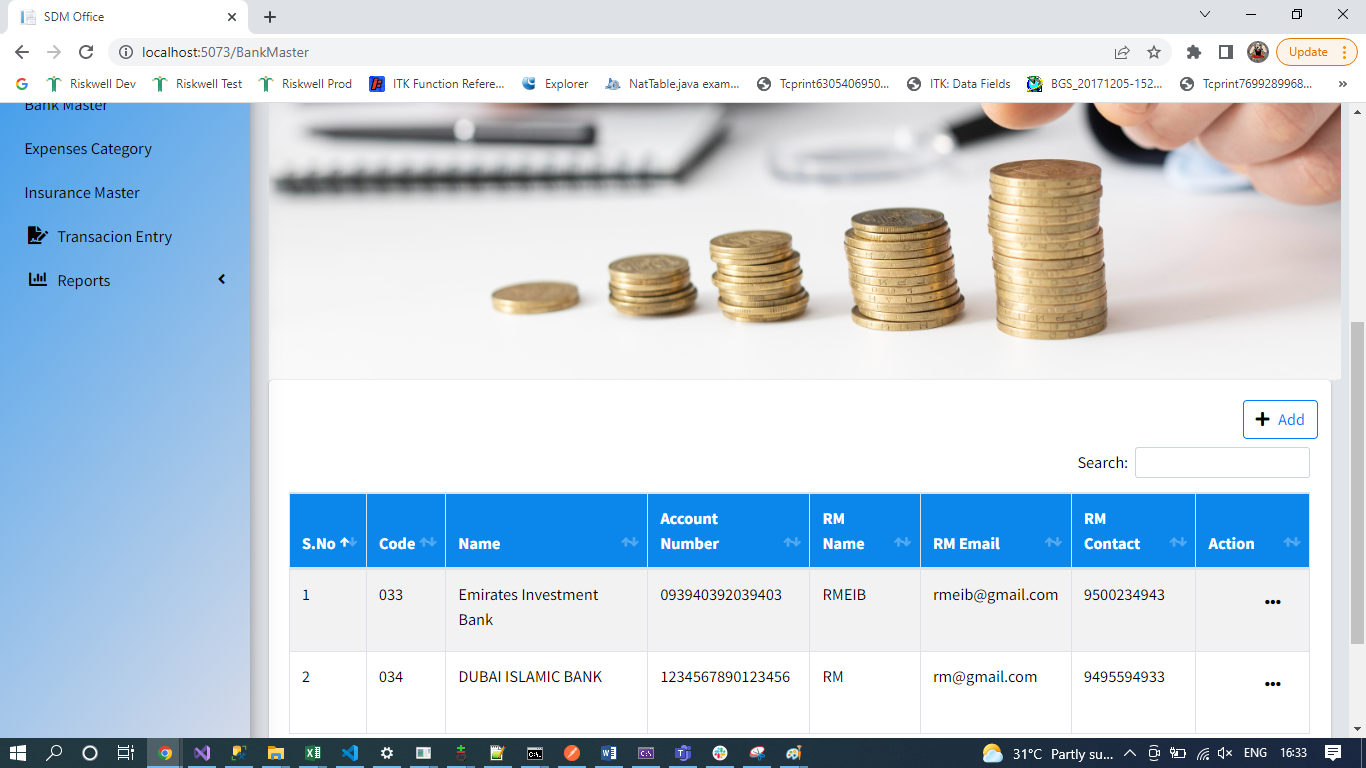 SDM Office
localhost:5073/BankMaster
Update
Riskwell Dev
Riskwell Test
Riskwell Prod
ITK Function Refere...
Explorer
NatTable.java exam...
Tcprint6305406950...
ITK: Data Fields
BGS_20171205-152...
Tcprint7699289968...
»
Bank Master
Expenses Category
Insurance Master
Transacion Entry
Reports
Add
Search:
S.No Code Name Account Number RM Name RM Email RM Contact Action
1 033 Emirates Investment Bank 093940392039403 RMEIB rmeib@gmail.com 9500234943
2 034 DUBAI ISLAMIC BANK 1234567890123456 RM rm@gmail.com 9495594933
31°C Partly su... ENG 16:33